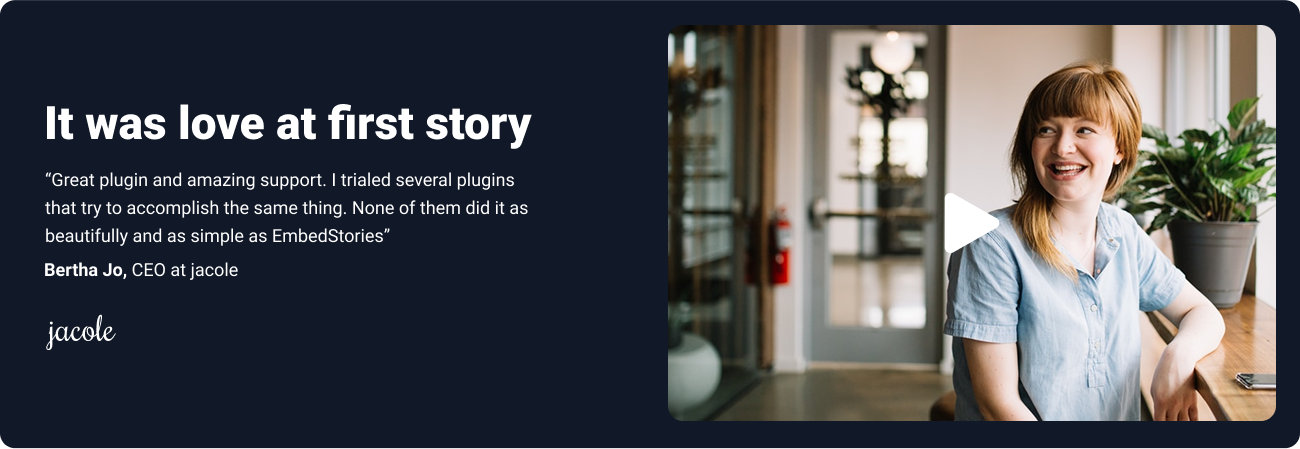 It was love at first story
“Great plugin and amazing support. I trialed several plugins
that try to accomplish the same thing. None of them did it as
beautifully and as simple as EmbedStories”
Bertha Jo, CEO at jacole
jacole